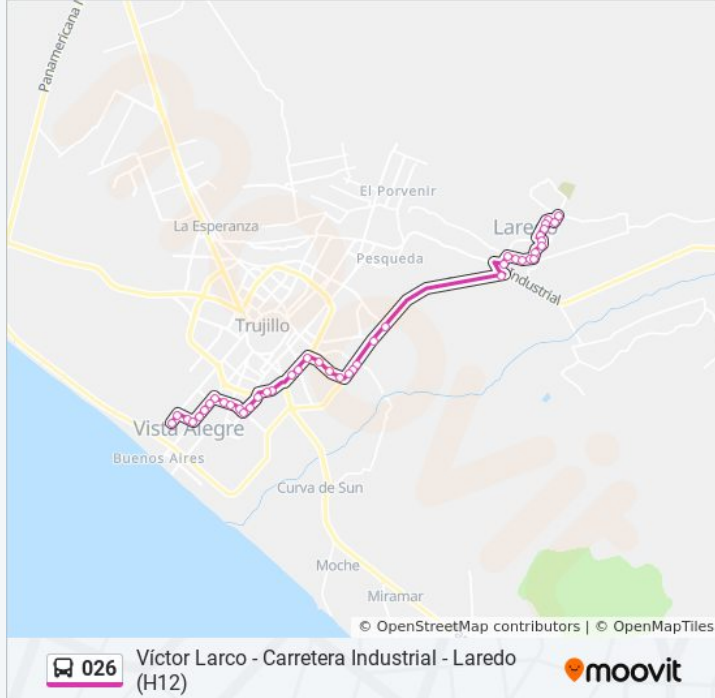 Panamericana N
El Porvenir
La Esperanza
Laredo
Pesqueda
Industrial
Trujillo
Vista Alegre
Buenos Aires
Curva de Sun
Moche
Miramar
moovit
© OpenStreetMap contributors | © OpenMapTiles
026
Víctor Larco - Carretera Industrial - Laredo
(H12)
moovit